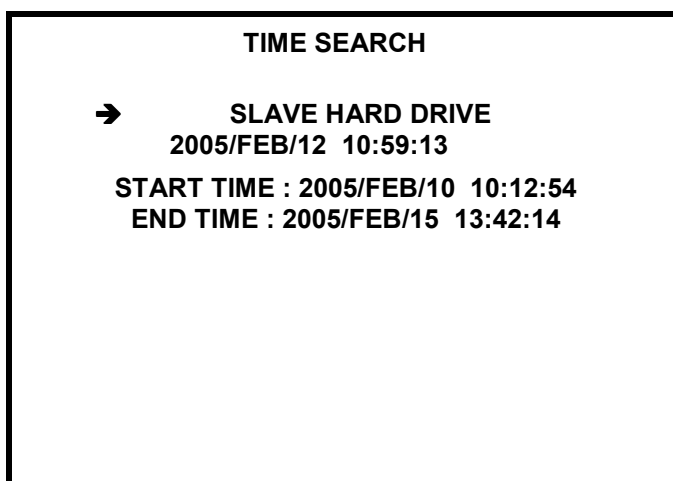 TIME SEARCH
➔ SLAVE HARD DRIVE
2005/FEB/12 10:59:13
START TIME : 2005/FEB/10 10:12:54
END TIME : 2005/FEB/15 13:42:14